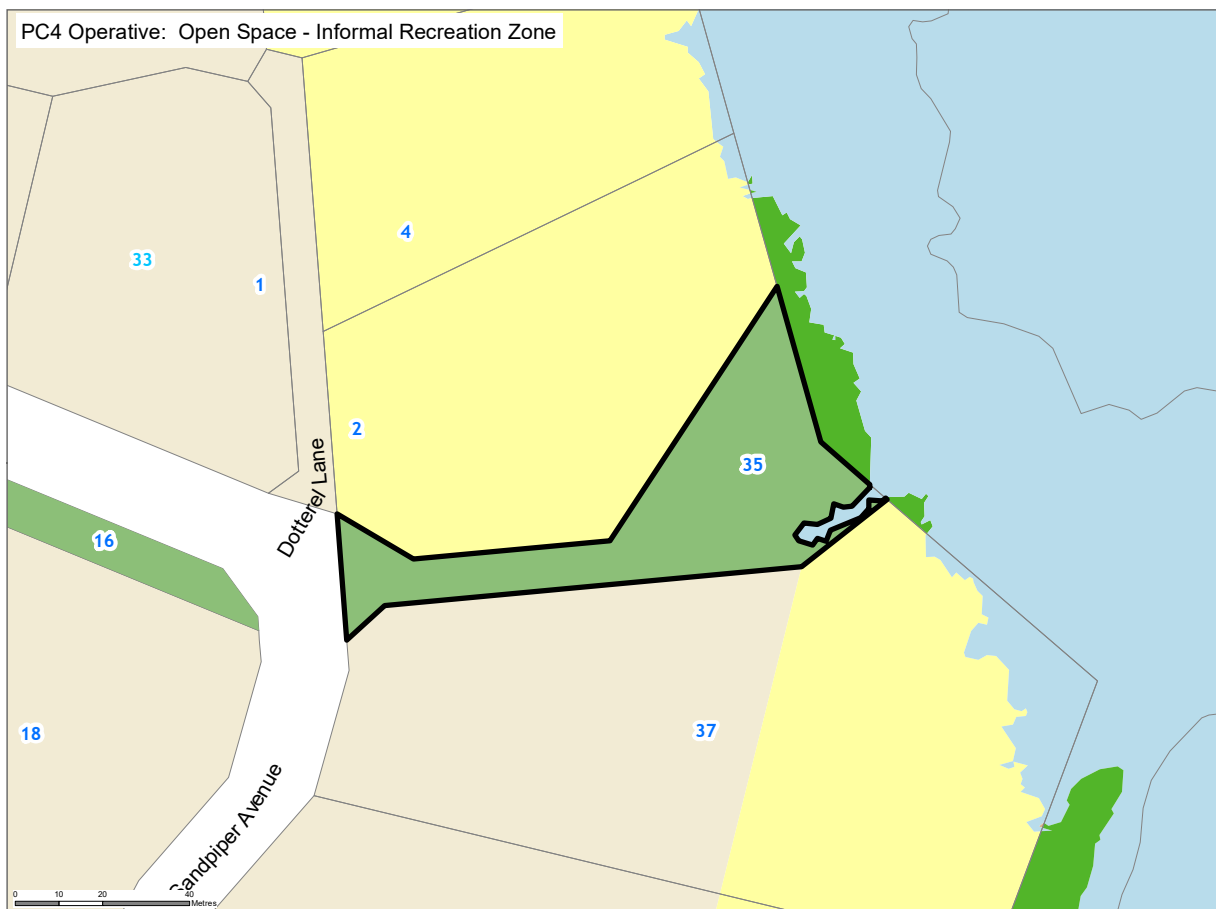 PC4 Operative: Open Space - Informal Recreation Zone
4
33
1
2
35
16
Dotterel Lane
37
18
Sandpiper Avenue
0 10 20 40
Metres